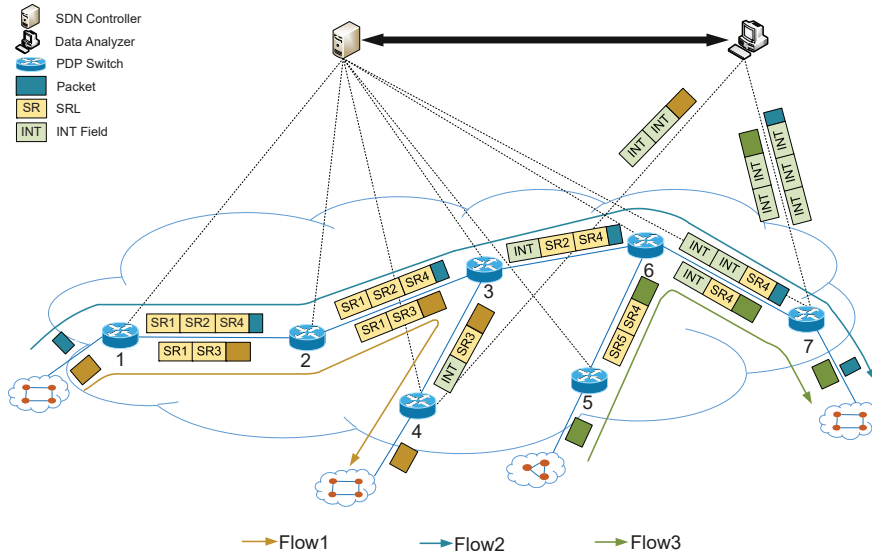 SDN Controller
Data Analyzer
PDP Switch
Packet
SR SRL
INT INT Field
INT INT
INT INT
INT INT INT
INT SR2 SR4
INT INT SR4
INT SR4
SR1 SR2 SR4
SR1 SR3
SR1 SR2 SR4
SR1 SR3
INT SR3
SR5 SR4
1
2
3
6
7
4
5
Flow1
Flow2
Flow3